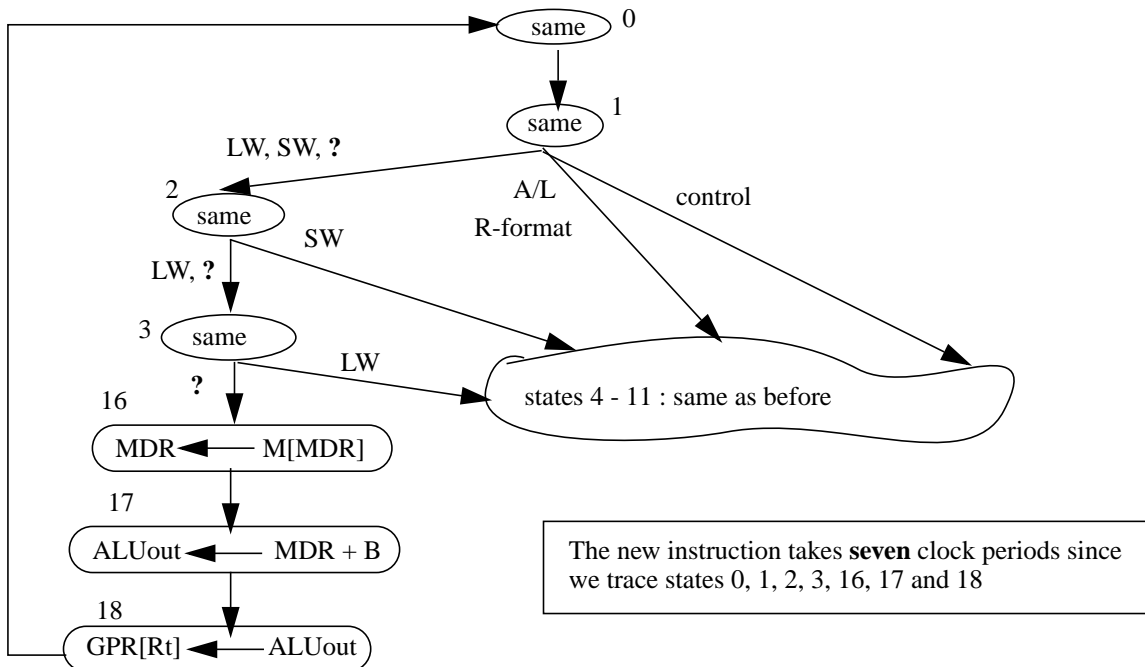 same 0
same 1
LW, SW, ?
2
same
A/L
R-format
control
SW
LW, ?
3 same
LW
?
states 4 - 11 : same as before
16
MDR M[MDR]
17
ALUout MDR + B
18
GPR[Rt] ALUout
The new instruction takes seven clock periods since
we trace states 0, 1, 2, 3, 16, 17 and 18